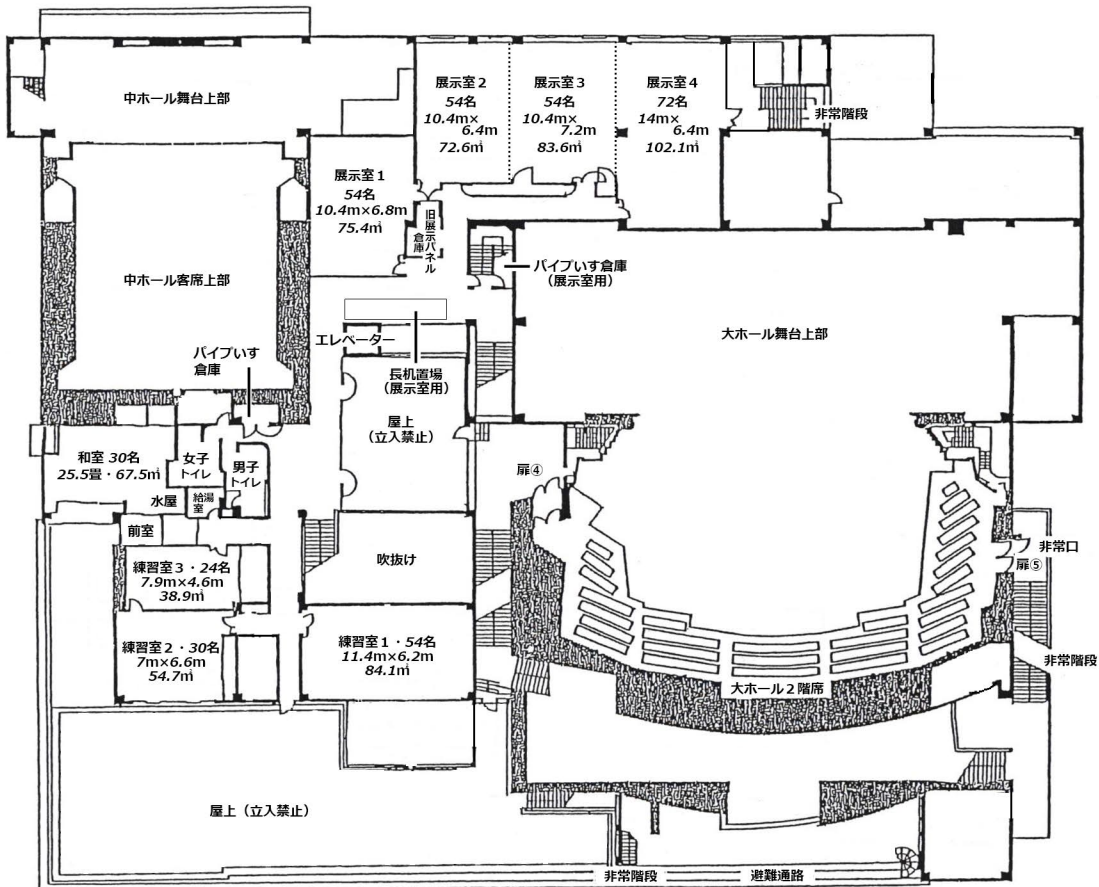 中ホール舞台上部
展示室２
54名
10.4m×
6.4m
72.6㎡
展示室３
54名
10.4m×
7.2m
83.6㎡
展示室４
72名
14m×
6.4m
102.1㎡
非常階段
展示室１
54名
10.4m×6.8m
75.4㎡
旧展示パネル
倉庫
パイプいす倉庫
（展示室用）
中ホール客席上部
大ホール舞台上部
エレベーター
パイプいす
倉庫
長机置場
（展示室用）
屋上
（立入禁止）
和室 30名
25.5畳・67.5㎡
女子
トイレ
男子
トイレ
水屋
給湯
室
扉④
前室
吹抜け
非常口
扉⑤
練習室３・24名
7.9m×4.6m
38.9㎡
練習室２・30名
7m×6.6m
54.7㎡
練習室１・54名
11.4m×6.2m
84.1㎡
非常階段
大ホール２階席
屋上（立入禁止）
非常階段
避難通路